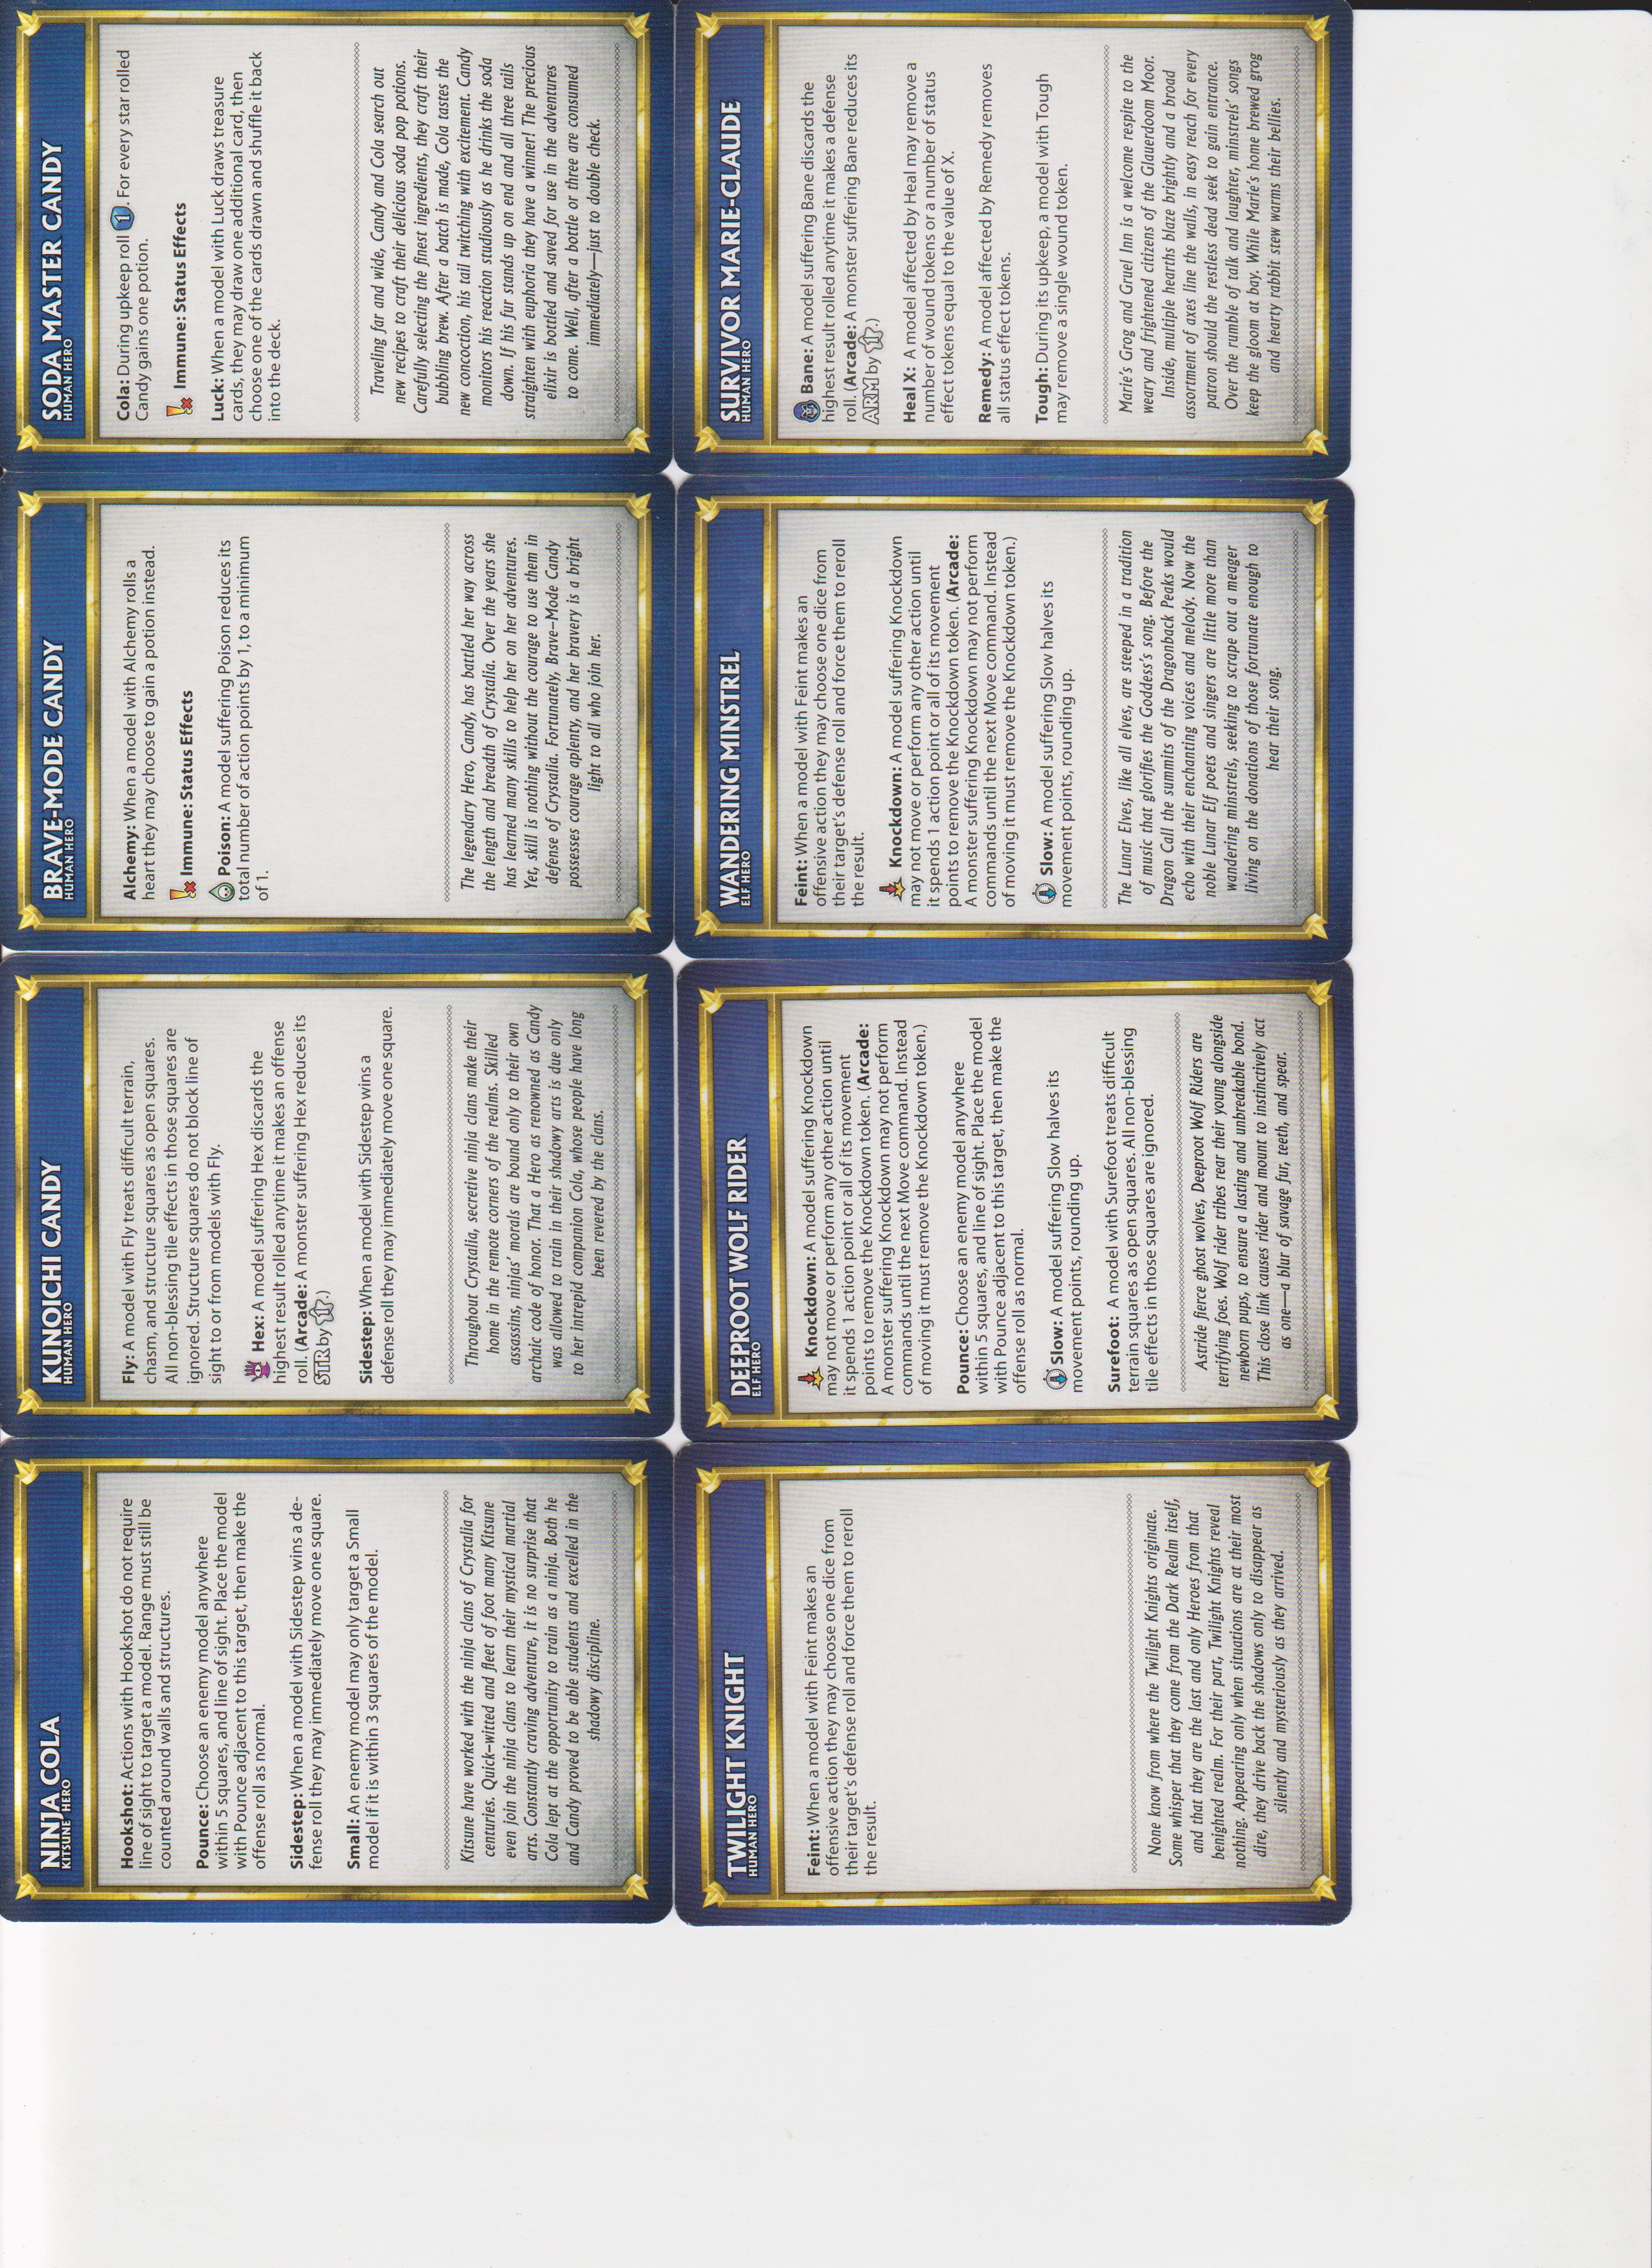 NINJA COLA
KITSUNE HERO
Hookshot: Actions with Hookshot do not require
line of sight to target a model. Range must still be
counted around walls and structures.
Pounce: Choose an enemy model anywhere
within 5 squares, and line of sight. Place the model
with Pounce adjacent to this target, then make the
offense roll as normal.
Sidestep: When a model with Sidestep wins a de-
fense roll they may immediately move one square.
Small: An enemy model may only target a Small
model if it is within 3 squares of the model.
Kitsune have worked with the ninja clans of Crystalia for
centuries. Quick-witted and fleet of foot many Kitsune
even join the ninja clans to learn their mystical martial
arts. Constantly craving adventure, it is no surprise that
Cola lept at the opportunity to train as a ninja. Both he
and Candy proved to be able students and excelled in the
shadowy discipline.
KUNOICHI CANDY
HUMAN HERO
Fly: A model with Fly treats difficult terrain,
chasm, and structure squares as open squares.
All non-blessing tile effects in those squares are
ignored. Structure squares do not block line of
sight to or from models with Fly.
Hex: A model suffering Hex discards the
highest result rolled anytime it makes an offense
roll. (Arcade: A monster suffering Hex reduces its
STR by 1.)
Sidestep: When a model with Sidestep wins a
defense roll they may immediately move one square.
Throughout Crystalia, secretive ninja clans make their
home in the remote corners of the realms. Skilled
assassins, ninjas' morals are bound only to their own
archaic code of honor. That a Hero as renowned as Candy
was allowed to train in their shadowy arts is due only
to her intrepid companion Cola, whose people have long
been revered by the clans.
BRAVE-MODE CANDY
HUMAN HERO
Alchemy: When a model with Alchemy rolls a
heart they may choose to gain a potion instead.
Immune: Status Effects
Poison: A model suffering Poison reduces its
total number of action points by 1, to a minimum
of 1.
The legendary Hero, Candy, has battled her way across
the length and breadth of Crystalia. Over the years she
has learned many skills to help her on her adventures.
Yet, skill is nothing without the courage to use them in
defense of Crystalia. Fortunately, Brave-Mode Candy
possesses courage aplenty, and her bravery is a bright
light to all who join her.
SODA MASTER CANDY
HUMAN HERO
Cola: During upkeep roll 1. For every star rolled
Candy gains one potion.
Immune: Status Effects
Luck: When a model with Luck draws treasure
cards, they may draw one additional card, then
choose one of the cards drawn and shuffle it back
into the deck.
Traveling far and wide, Candy and Cola search out
new recipes to craft their delicious soda pop potions.
Carefully selecting the finest ingredients, they craft their
bubbling brew. After a batch is made, Cola tastes the
new concoction, his tail twitching with excitement. Candy
monitors his reaction studiously as he drinks the soda
down. If his fur stands up on end and all three tails
straighten with euphoria they have a winner! The precious
elixir is bottled and saved for use in the adventures
to come. Well, after a bottle or three are consumed
immediately—just to double check.
TWILIGHT KNIGHT
HUMAN HERO
Feint: When a model with Feint makes an
offensive action they may choose one dice from
their target's defense roll and force them to reroll
the result.
None know from where the Twilight Knights originate.
Some whisper that they come from the Dark Realm itself,
and that they are the last and only Heroes from that
benighted realm. For their part, Twilight Knights reveal
nothing. Appearing only when situations are at their most
dire, they drive back the shadows only to disappear as
silently and mysteriously as they arrived.
DEEPROOT WOLF RIDER
ELF HERO
Knockdown: A model suffering Knockdown
may not move or perform any other action until
it spends 1 action point or all of its movement
points to remove the Knockdown token. (Arcade:
A monster suffering Knockdown may not perform
commands until the next Move command. Instead
of moving it must remove the Knockdown token.)
Pounce: Choose an enemy model anywhere
within 5 squares, and line of sight. Place the model
with Pounce adjacent to this target, then make the
offense roll as normal.
Slow: A model suffering Slow halves its
movement points, rounding up.
Surefoot: A model with Surefoot treats difficult
terrain squares as open squares. All non-blessing
tile effects in those squares are ignored.
Astride fierce ghost wolves, Deeproot Wolf Riders are
terrifying foes. Wolf rider tribes rear their young alongside
newborn pups, to ensure a lasting and unbreakable bond.
This close link causes rider and mount to instinctively act
as one—a blur of savage fur, teeth, and spear.
WANDERING MINSTREL
ELF HERO
Feint: When a model with Feint makes an
offensive action they may choose one dice from
their target's defense roll and force them to reroll
the result.
Knockdown: A model suffering Knockdown
may not move or perform any other action until
it spends 1 action point or all of its movement
points to remove the Knockdown token. (Arcade:
A monster suffering Knockdown may not perform
commands until the next Move command. Instead
of moving it must remove the Knockdown token.)
Slow: A model suffering Slow halves its
movement points, rounding up.
The Lunar Elves, like all elves, are steeped in a tradition
of music that glorifies the Goddess's song. Before the
Dragon Call the summits of the Dragonback Peaks would
echo with their enchanting voices and melody. Now the
noble Lunar Elf poets and singers are little more than
wandering minstrels, seeking to scrape out a meager
living on the donations of those fortunate enough to
hear their song.
SURVIVOR MARIE-CLAUDE
HUMAN HERO
Bane: A model suffering Bane discards the
highest result rolled anytime it makes a defense
roll. (Arcade: A monster suffering Bane reduces its
ARM by 1.)
Heal X: A model affected by Heal may remove a
number of wound tokens or a number of status
effect tokens equal to the value of X.
Remedy: A model affected by Remedy removes
all status effect tokens.
Tough: During its upkeep, a model with Tough
may remove a single wound token.
Marie's Grog and Gruel Inn is a welcome respite to the
weary and frightened citizens of the Glauerdoom Moor.
Inside, multiple hearths blaze brightly and a broad
assortment of axes line the walls, in easy reach for every
patron should the restless dead seek to gain entrance.
Over the rumble of talk and laughter, minstrels' songs
keep the gloom at bay. While Marie's home brewed grog
and hearty rabbit stew warms their bellies.